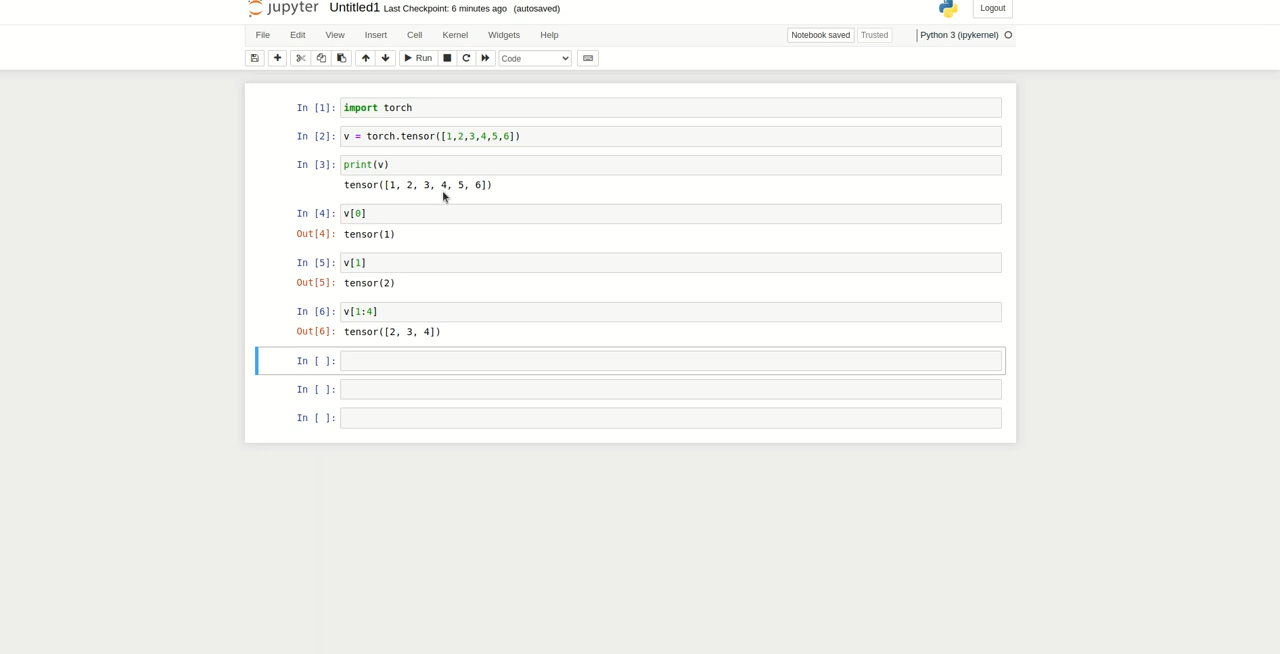 jupyter Untitled1 Last Checkpoint: 6 minutes ago (autosaved)
Logout
File Edit View Insert Cell Kernel Widgets Help Notebook saved Trusted Python 3 (ipykernel)
Run Code
In [1]: import torch
In [2]: v = torch.tensor([1,2,3,4,5,6])
In [3]: print(v)
tensor([1, 2, 3, 4, 5, 6])
In [4]: v[0]
Out[4]: tensor(1)
In [5]: v[1]
Out[5]: tensor(2)
In [6]: v[1:4]
Out[6]: tensor([2, 3, 4])
In [ ]:
In [ ]:
In [ ]: